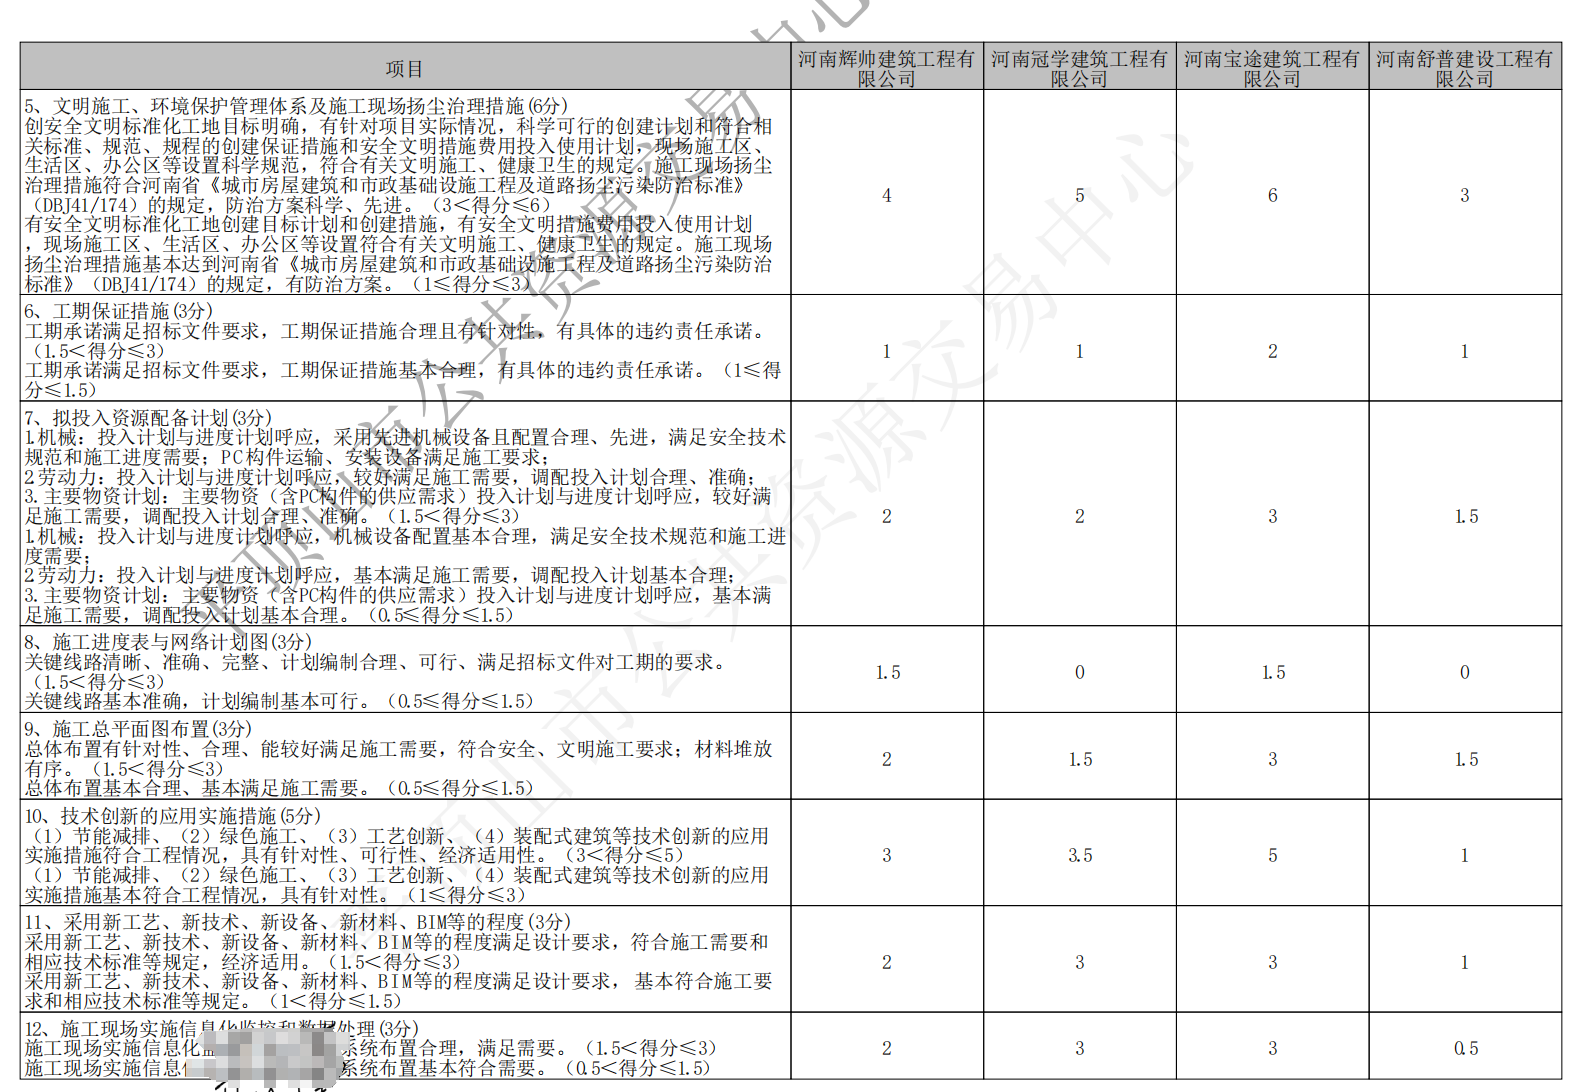 项目
河南辉帅建筑工程有
限公司
河南冠学建筑工程有
限公司
河南宝途建筑工程有
限公司
河南舒普建设工程有
限公司
5、文明施工、环境保护管理体系及施工现场扬尘治理措施(6分)
创安全文明标准化工地目标明确，有针对项目实际情况，科学可行的创建计划和符合相
关标准、规范、规程的创建保证措施和安全文明措施费用投入使用计划，现场施工区、
生活区、办公区等设置科学规范，符合有关文明施工、健康卫生的规定。施工现场扬尘
治理措施符合河南省《城市房屋建筑和市政基础设施工程及道路扬尘污染防治标准》
（DBJ41/174）的规定，防治方案科学、先进。（3＜得分≤6）
有安全文明标准化工地创建目标计划和创建措施，有安全文明措施费用投入使用计划
，现场施工区、生活区、办公区等设置符合有关文明施工、健康卫生的规定。施工现场
扬尘治理措施基本达到河南省《城市房屋建筑和市政基础设施工程及道路扬尘污染防治
标准》（DBJ41/174）的规定，有防治方案。（1≤得分≤3）
4
5
6
3
6、工期保证措施(3分)
工期承诺满足招标文件要求，工期保证措施合理且有针对性，有具体的违约责任承诺。
（1.5＜得分≤3）
工期承诺满足招标文件要求，工期保证措施基本合理，有具体的违约责任承诺。（1≤得
分≤1.5）
1
1
2
1
7、拟投入资源配备计划(3分)
1.机械：投入计划与进度计划呼应，采用先进机械设备且配置合理、先进，满足安全技术
规范和施工进度需要；PC构件运输、安装设备满足施工要求；
2.劳动力：投入计划与进度计划呼应，较好满足施工需要，调配投入计划合理、准确；
3.主要物资计划：主要物资（含PC构件的供应需求）投入计划与进度计划呼应，较好满
足施工需要，调配投入计划合理、准确。（1.5＜得分≤3）
1.机械：投入计划与进度计划呼应，机械设备配置基本合理，满足安全技术规范和施工进
度需要；
2.劳动力：投入计划与进度计划呼应，基本满足施工需要，调配投入计划基本合理；
3.主要物资计划：主要物资（含PC构件的供应需求）投入计划与进度计划呼应，基本满
足施工需要，调配投入计划基本合理。（0.5≤得分≤1.5）
2
2
3
1.5
8、施工进度表与网络计划图(3分)
关键线路清晰、准确、完整、计划编制合理、可行、满足招标文件对工期的要求。
（1.5＜得分≤3）
关键线路基本准确，计划编制基本可行。（0.5≤得分≤1.5）
1.5
0
1.5
0
9、施工总平面图布置(3分)
总体布置有针对性、合理、能较好满足施工需要，符合安全、文明施工要求；材料堆放
有序。（1.5＜得分≤3）
总体布置基本合理、基本满足施工需要。（0.5≤得分≤1.5）
2
1.5
3
1.5
10、技术创新的应用实施措施(5分)
（1）节能减排、（2）绿色施工、（3）工艺创新、（4）装配式建筑等技术创新的应用
实施措施符合工程情况，具有针对性、可行性、经济适用性。（3＜得分≤5）
（1）节能减排、（2）绿色施工、（3）工艺创新、（4）装配式建筑等技术创新的应用
实施措施基本符合工程情况，具有针对性。（1≤得分≤3）
3
3.5
5
1
11、采用新工艺、新技术、新设备、新材料、BIM等的程度(3分)
采用新工艺、新技术、新设备、新材料、BIM等的程度满足设计要求，符合施工需要和
相应技术标准等规定，经济适用。（1.5＜得分≤3）
采用新工艺、新技术、新设备、新材料、BIM等的程度满足设计要求，基本符合施工要
求和相应技术标准等规定。（1＜得分≤1.5）
2
3
3
1
12、施工现场实施信息化监控和数据处理(3分)
施工现场实施信息化监系统布置合理，满足需要。（1.5＜得分≤3）
施工现场实施信息系统布置基本符合需要。（0.5＜得分≤1.5）
2
3
3
0.5
平顶山市公共资源交易中心
平顶山市公共资源交易中心